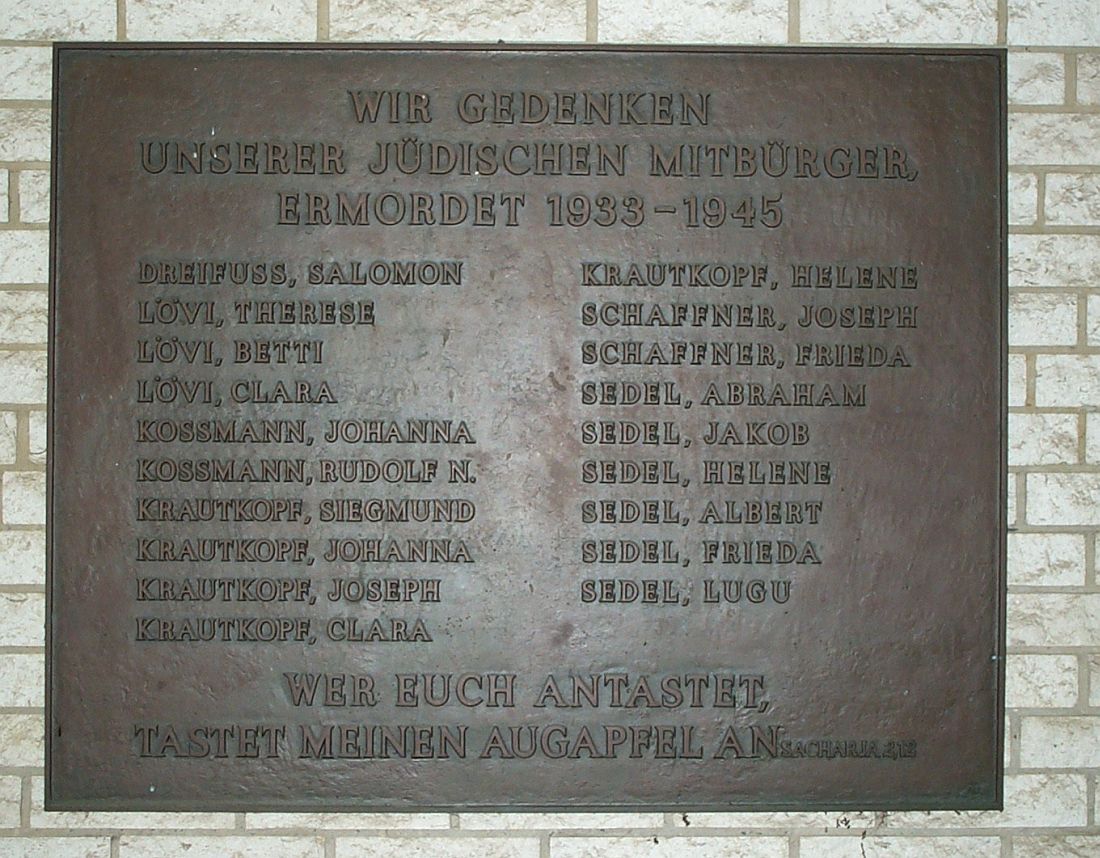 WIR GEDENKEN
UNSERER JÜDISCHEN MITBÜRGER,
ERMORDET 1933-1945
DREIFUSS, SALOMON
LÖVI, THERESE
LÖVI, BETTI
LÖVI, CLARA
KOSSMANN, JOHANNA
KOSSMANN, RUDOLF N.
KRAUTKOPF, SIEGMUND
KRAUTKOPF, JOHANNA
KRAUTKOPF, JOSEPH
KRAUTKOPF, CLARA
KRAUTKOPF, HELENE
SCHAFFNER, JOSEPH
SCHAFFNER, FRIEDA
SEDEL, ABRAHAM
SEDEL, JAKOB
SEDEL, HELENE
SEDEL, ALBERT
SEDEL, FRIEDA
SEDEL, LUGU
WER EUCH ANTASTET,
TASTET MEINEN AUGAPFEL AN SACHARJA